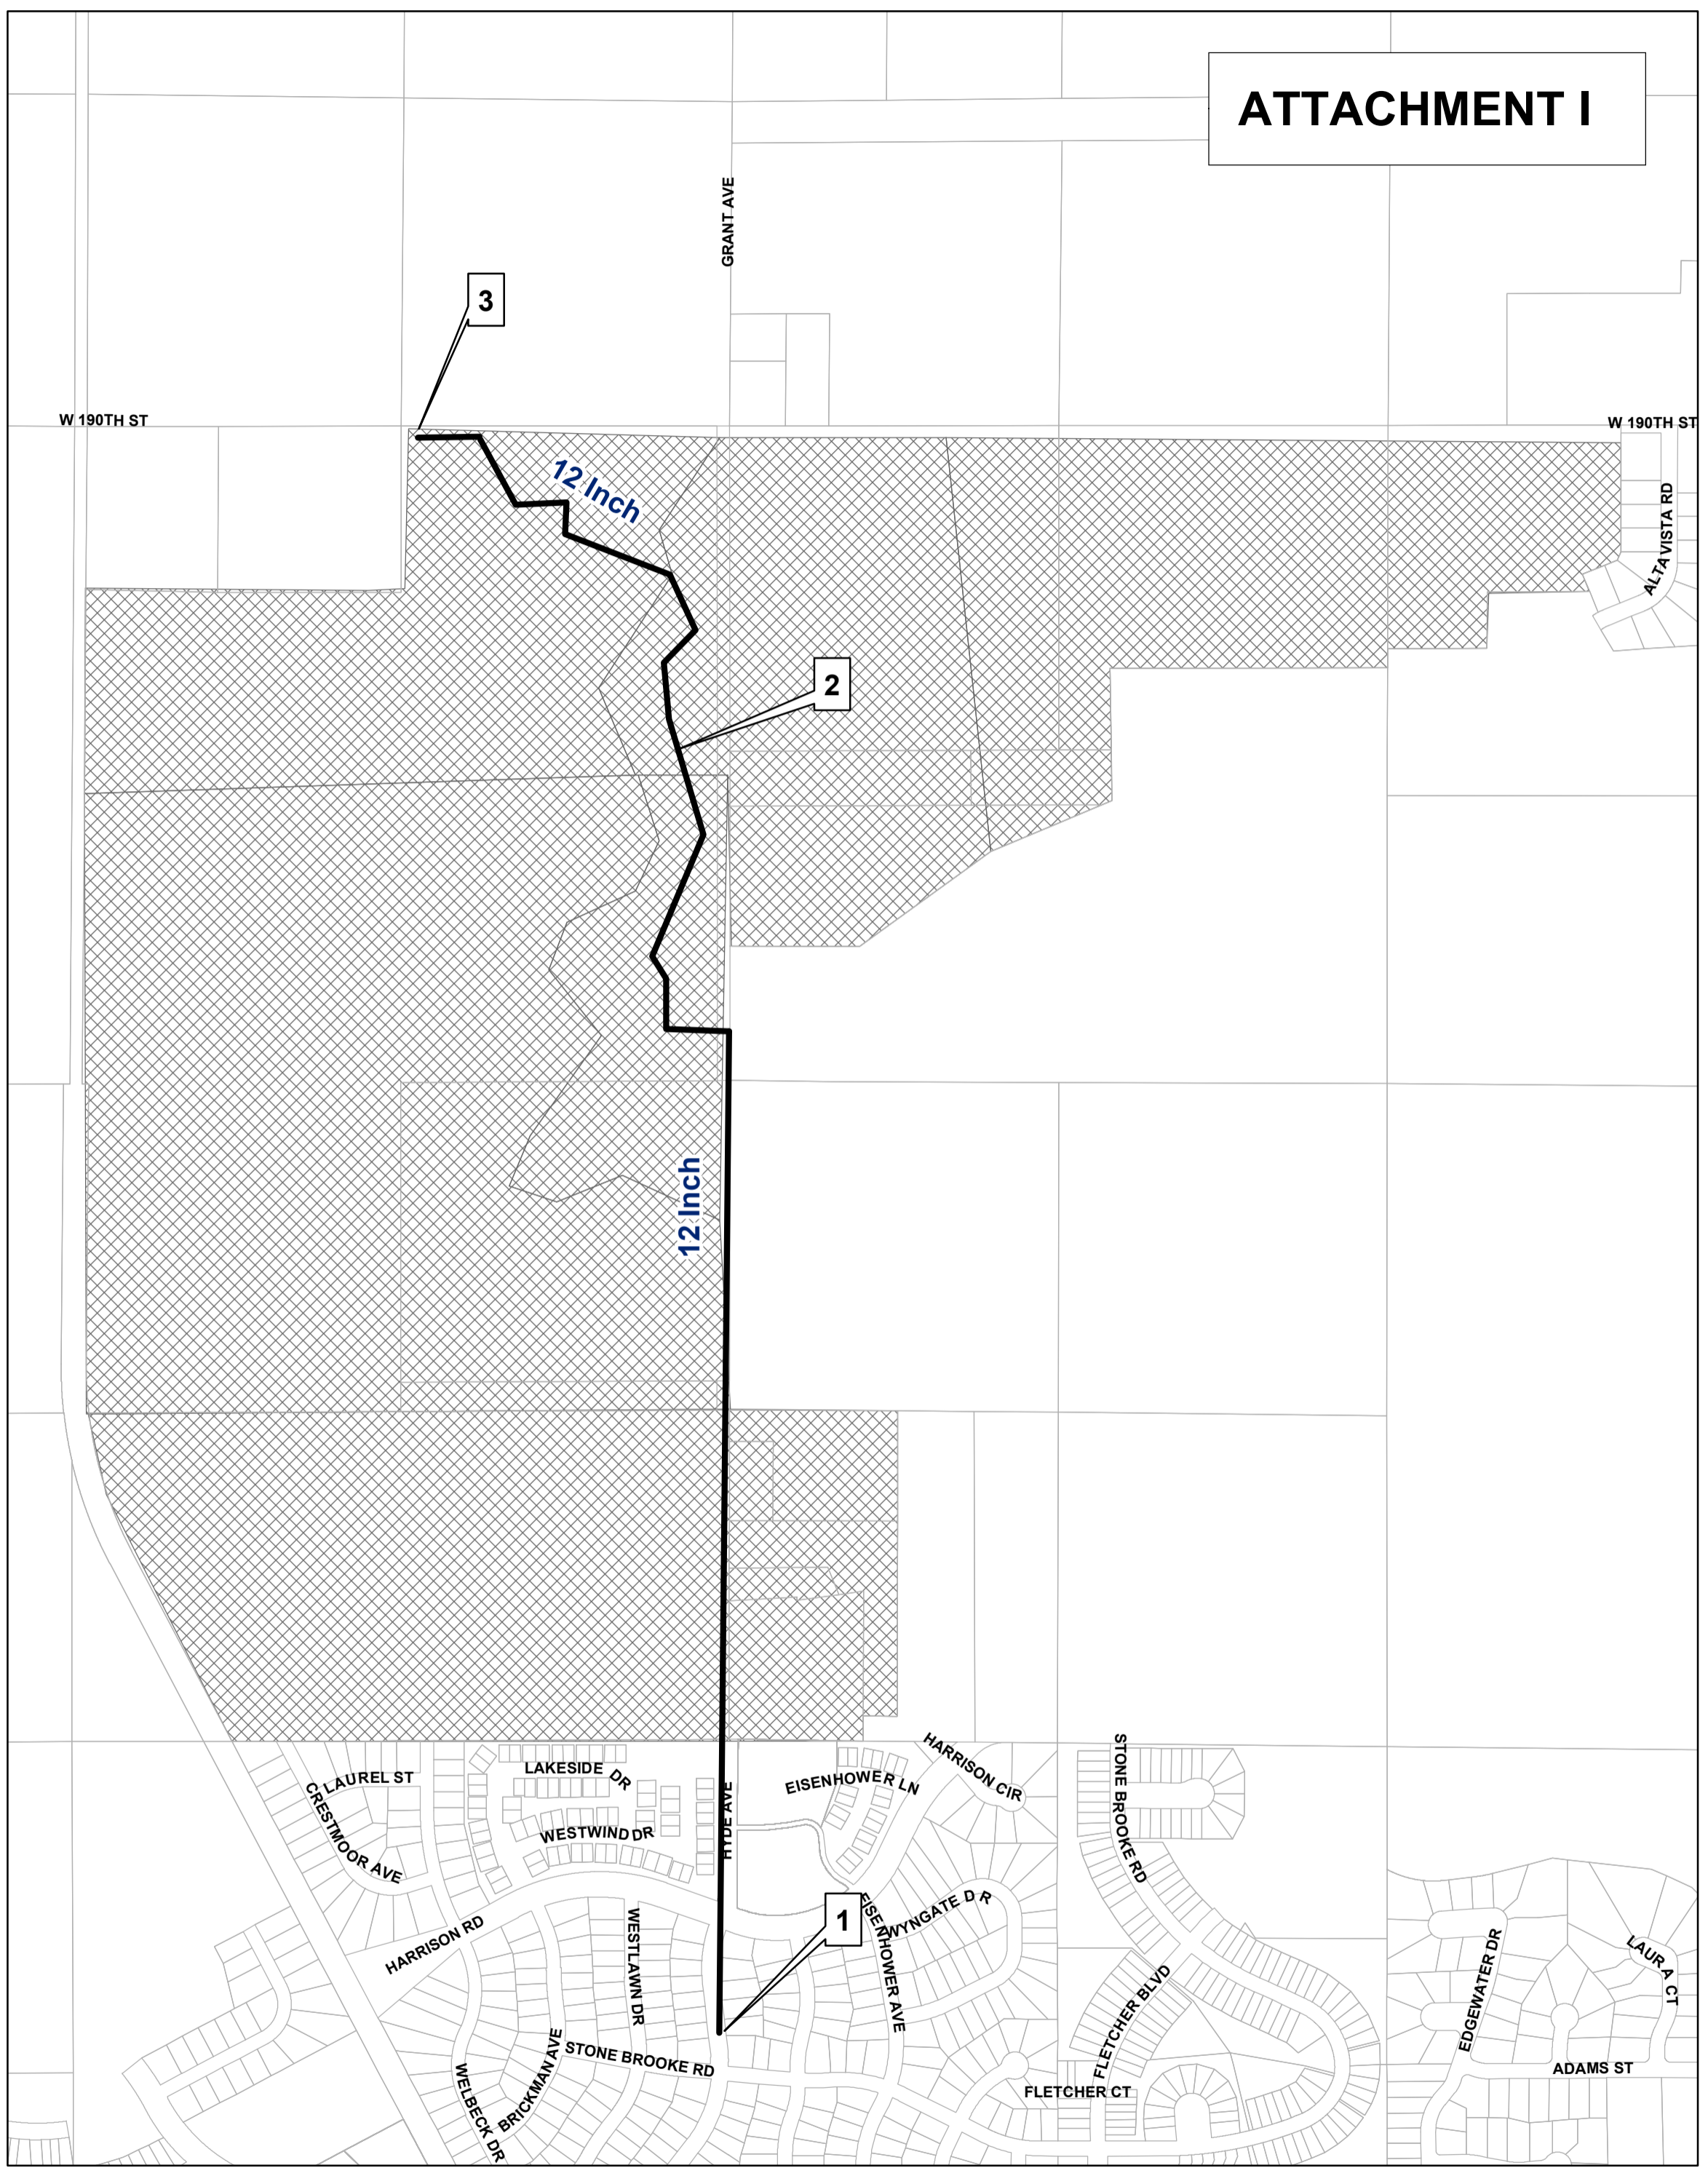 ATTACHMENT I
GRANT AVE
3
W 190TH ST
W 190TH ST
12 Inch
ALTA VISTA RD
2
12 Inch
LAKESIDE DR
LAUREL ST
CRESTMOOR AVE
WESTWIND DR
HYDE AVE
EISENHOWER LN
HARRISON CIR
STONE BROOKE RD
1
WYNGATE DR
EISENHOWER AVE
HARRISON RD
WESTLAWN DR
STONE BROOKE RD
BRICKMAN AVE
WELBECK DR
FLETCHER BLVD
FLETCHER CT
EDGEWATER DR
LAURA CT
ADAMS ST